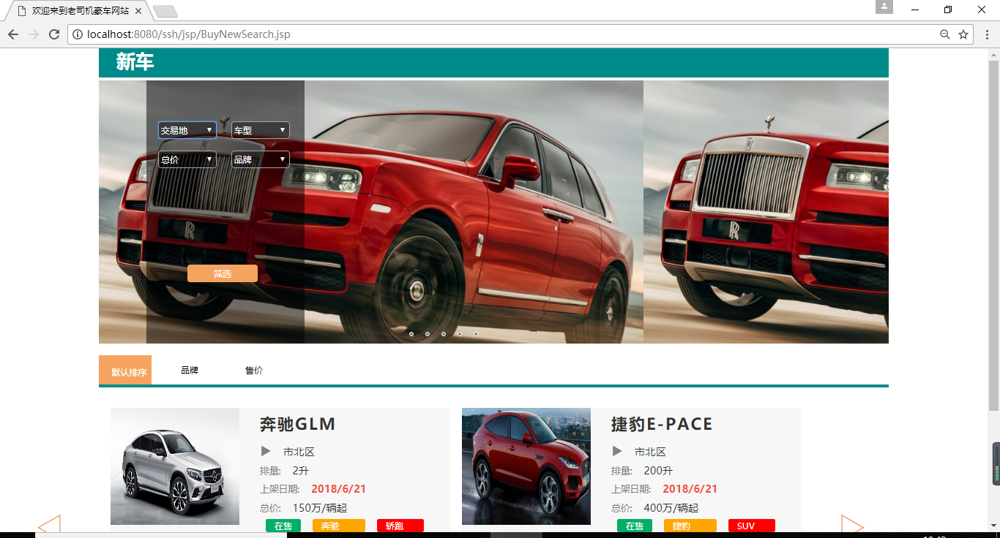 欢迎来到老司机豪车网站
localhost:8080/ssh/jsp/BuyNewSearch.jsp
新车
交易地 车型
总价 品牌
筛选
默认排序 品牌 售价
奔驰GLM
市北区
排量: 2升
上架日期: 2018/6/21
总价: 150万/辆起
在售 奔驰 轿跑
捷豹E-PACE
市北区
排量: 200升
上架日期: 2018/6/21
总价: 400万/辆起
在售 捷豹 SUV